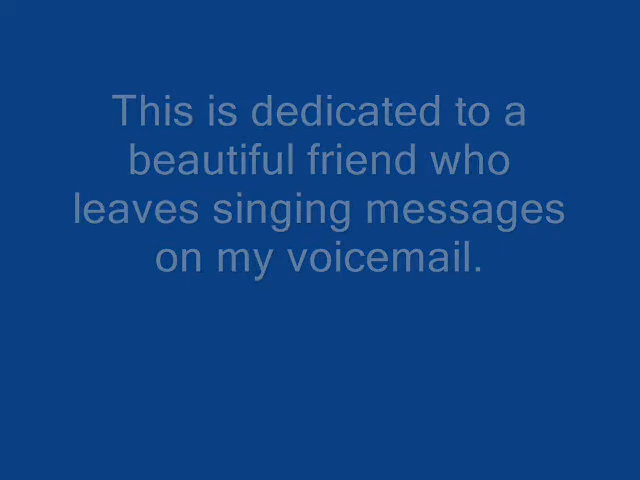 This is dedicated to a
beautiful friend who
leaves singing messages
on my voicemail.